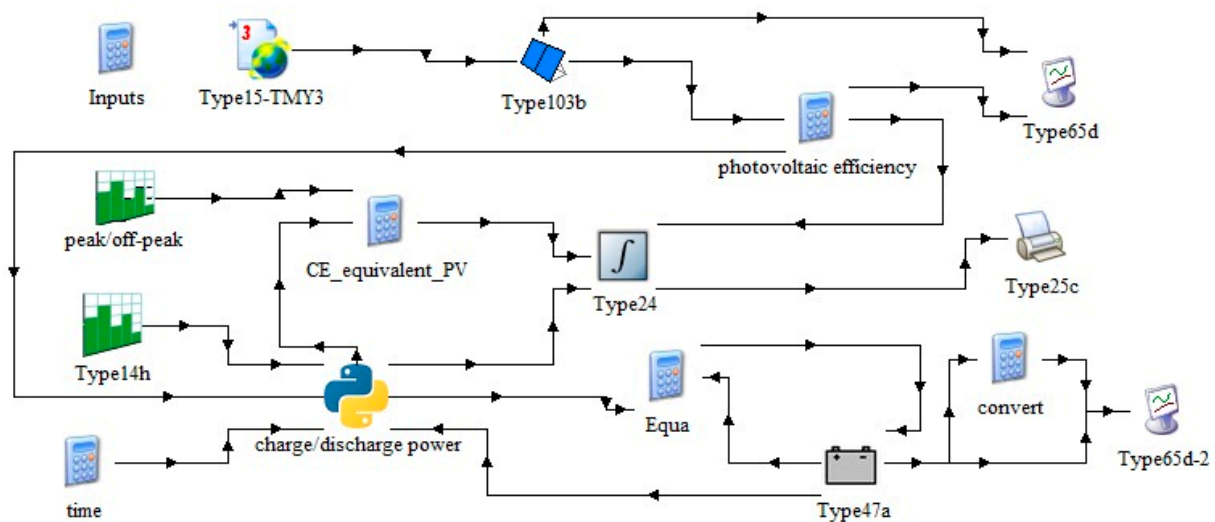 3
Inputs
Type15-TMY3
Type103b
Type65d
photovoltaic efficiency
peak/off-peak
CE_equivalent_PV
Type24
Type25c
Type14h
Equa
convert
charge/discharge power
Type65d-2
time
Type47a